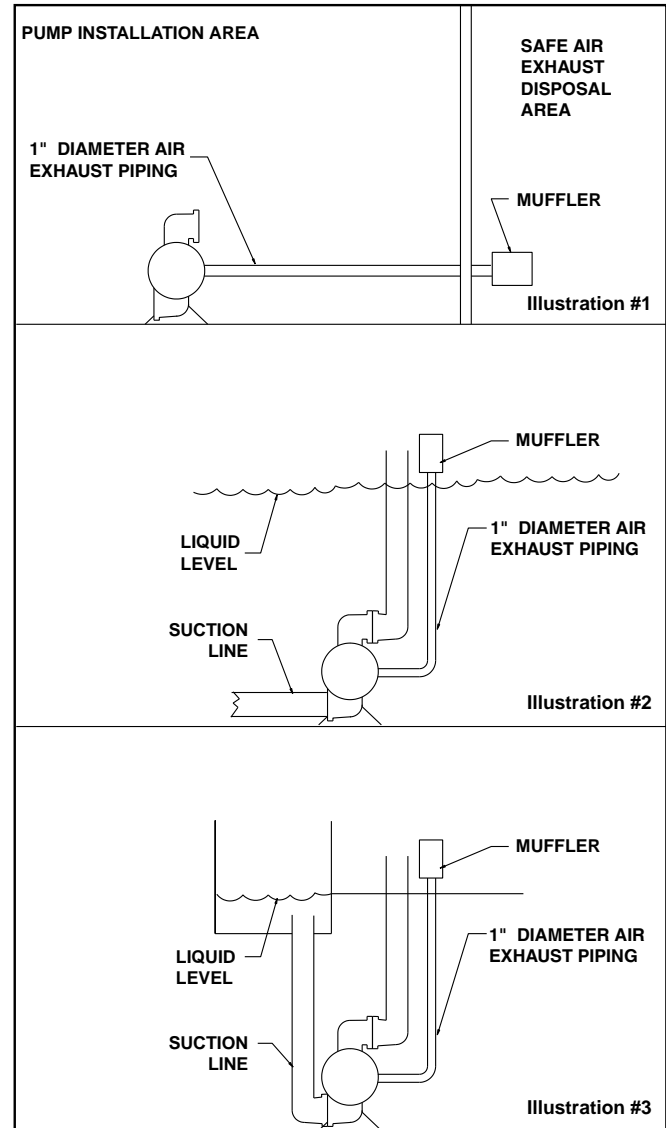 PUMP INSTALLATION AREA
SAFE AIR
EXHAUST
DISPOSAL
AREA
1" DIAMETER AIR
EXHAUST PIPING
MUFFLER
Illustration #1
MUFFLER
LIQUID
LEVEL
1" DIAMETER AIR
EXHAUST PIPING
SUCTION
LINE
Illustration #2
MUFFLER
LIQUID
LEVEL
1" DIAMETER AIR
EXHAUST PIPING
SUCTION
LINE
Illustration #3